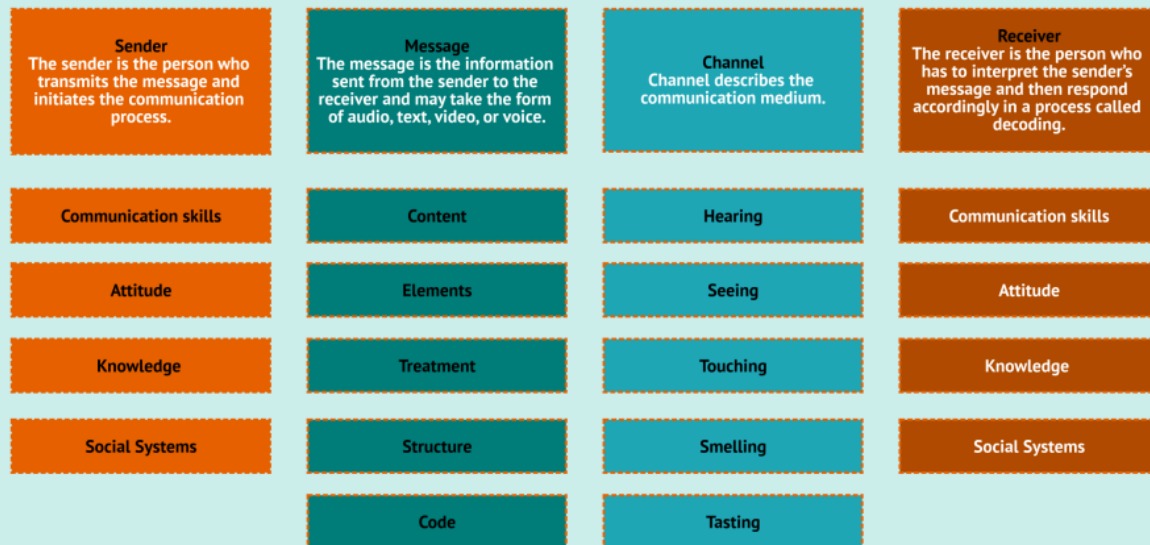 Sender
The sender is the person who
transmits the message and
initiates the communication
process.
Message
The message is the information
sent from the sender to the
receiver and may take the form
of audio, text, video, or voice.
Channel
Channel describes the
communication medium.
Receiver
The receiver is the person who
has to interpret the sender's
message and then respond
accordingly in a process called
decoding.
Communication skills
Content
Hearing
Communication skills
Attitude
Elements
Seeing
Attitude
Knowledge
Treatment
Touching
Knowledge
Social Systems
Structure
Smelling
Social Systems
Code
Tasting